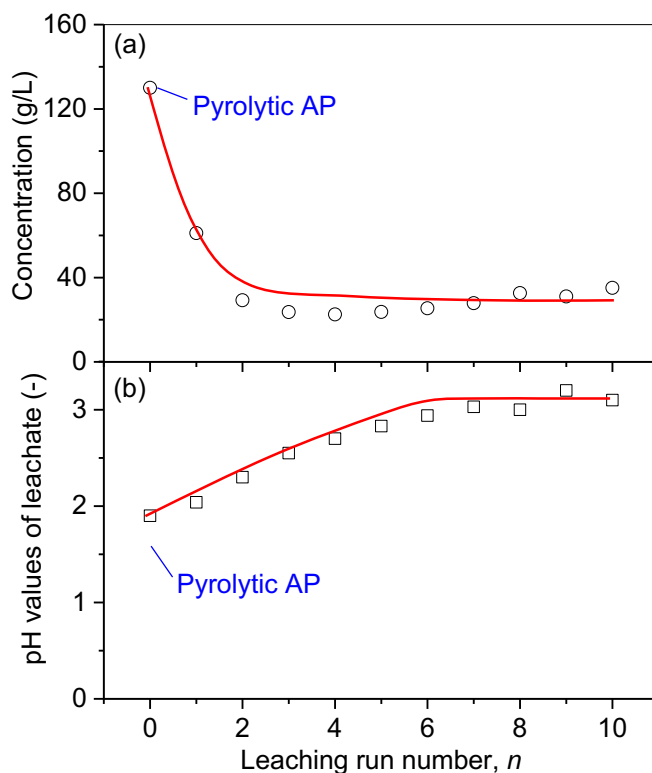 (a)
160
120
80
40
0
Concentration (g/L)
Pyrolytic AP
(b)
3
2
1
0
pH values of leachate (-)
Pyrolytic AP
0 2 4 6 8 10
Leaching run number, n